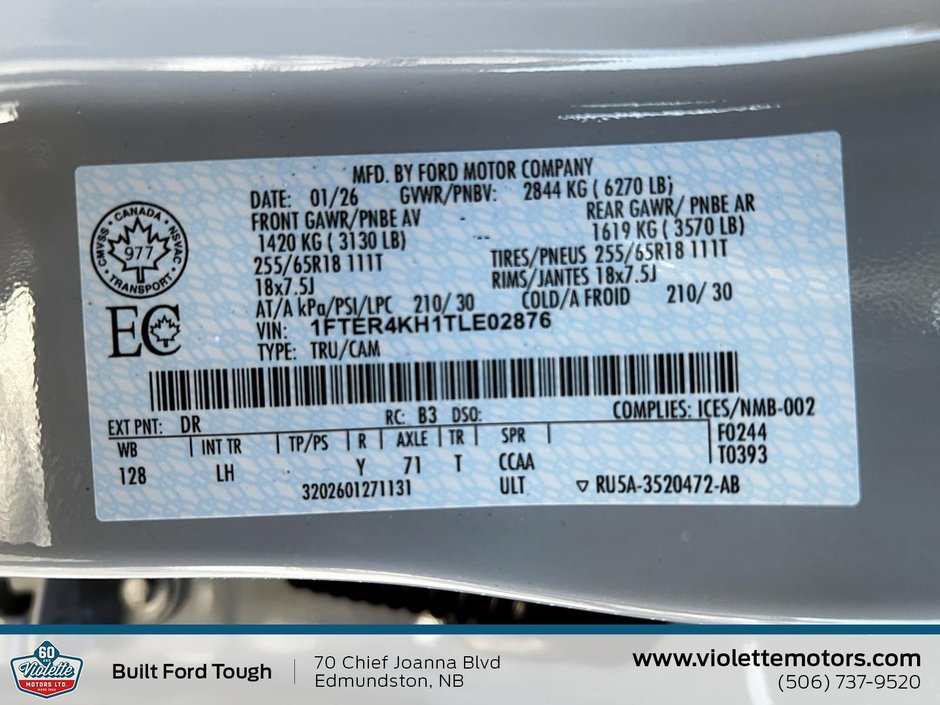 MFD. BY FORD MOTOR COMPANY
DATE: 01/26 GVWR/PNBV: 2844 KG ( 6270 LB)
FRONT GAWR/PNBE AV REAR GAWR/ PNBE AR
1420 KG ( 3130 LB) 1619 KG ( 3570 LB)
255/65R18 111T TIRES/PNEUS 255/65R18 111T
18x7.5J RIMS/JANTES 18x7.5J
AT/A kPa/PSI/LPC 210/ 30 COLD/A FROID 210/ 30
VIN: 1FTER4KH1TLE02876
TYPE: TRU/CAM
CANADA
CMVSS • NSVAC
977
TRANSPORT
EC
EXT PNT: DR RC: B3 DSO: COMPLIES: ICES/NMB-002
WB INT TR TP/PS R AXLE TR SPR F0244
128 LH Y 71 T CCAA T0393
3202601271131 ULT RU5A-3520472-AB
60
Violette
MOTORS LTD.
Built Ford Tough
70 Chief Joanna Blvd
Edmundston, NB
www.violettemotors.com
(506) 737-9520